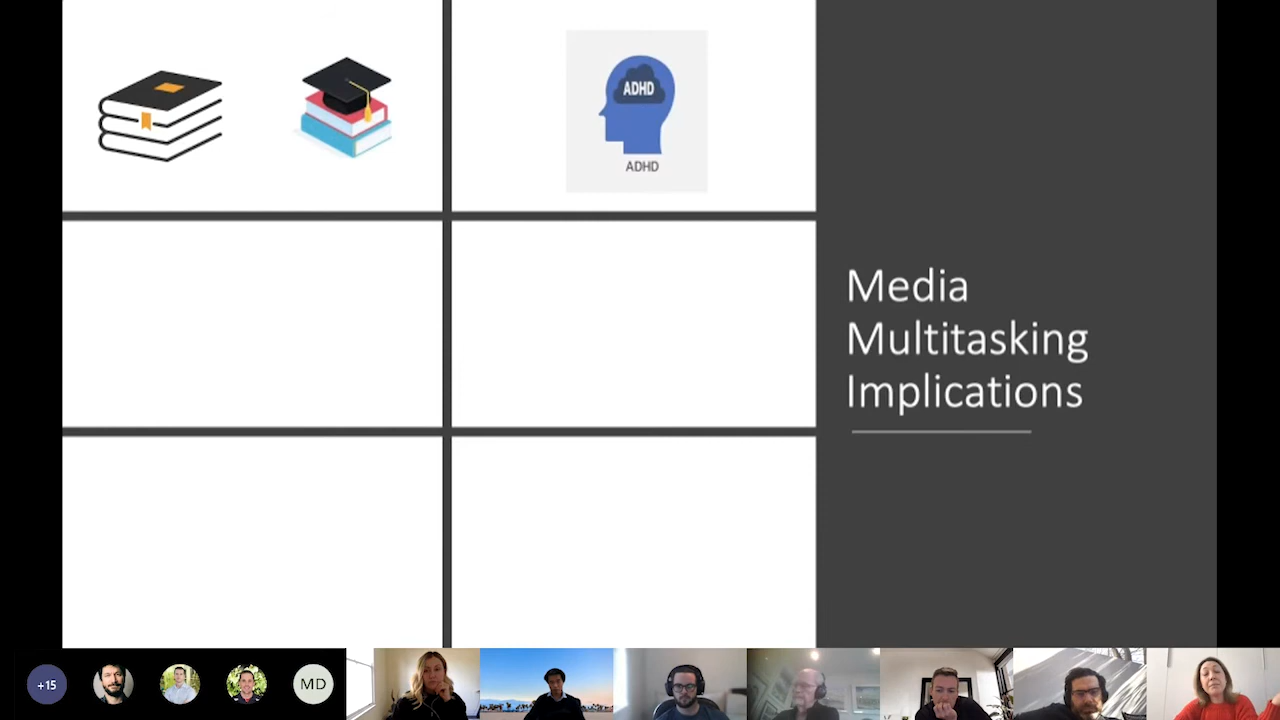 ADHD
ADHD
Media
Multitasking
Implications
+15
MD